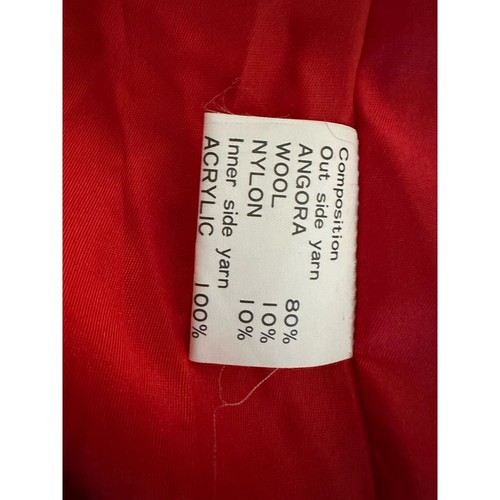 Composition
Out side yarn
ANGORA 80%
WOOL 10%
NYLON 10%
Inner side yarn
ACRYLIC 100%